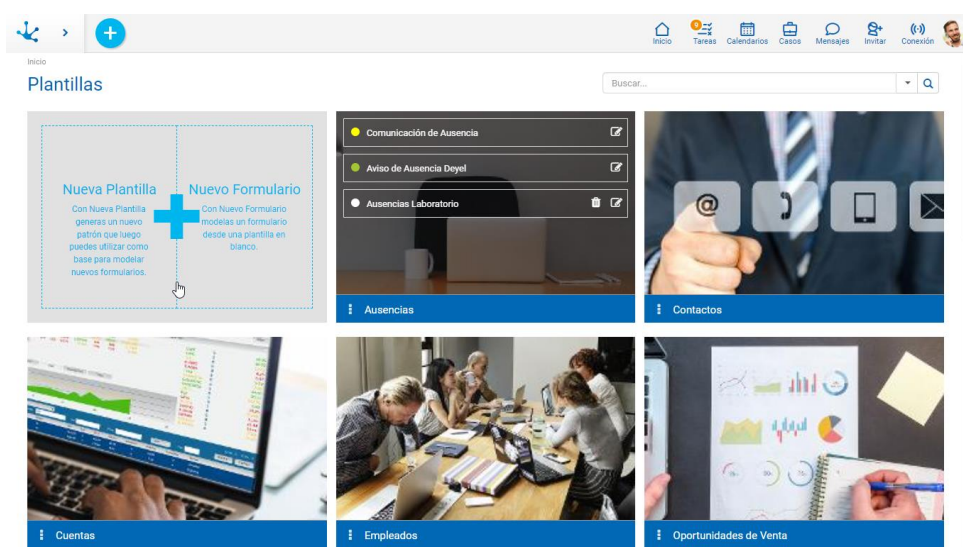 9
Inicio
Tareas
Calendarios
Casos
Mensajes
Invitar
Conexión
Inicio
Plantillas
Buscar...
Nueva Plantilla
Con Nueva Plantilla
generas un nuevo
patrón que luego
puedes utilizar como
base para modelar
nuevos formularios.
Nuevo Formulario
Con Nuevo Formulario
modelas un formulario
desde una plantilla en
blanco.
Comunicación de Ausencia
Aviso de Ausencia Deyel
Ausencias Laboratorio
Ausencias
Contactos
Cuentas
Empleados
Oportunidades de Venta